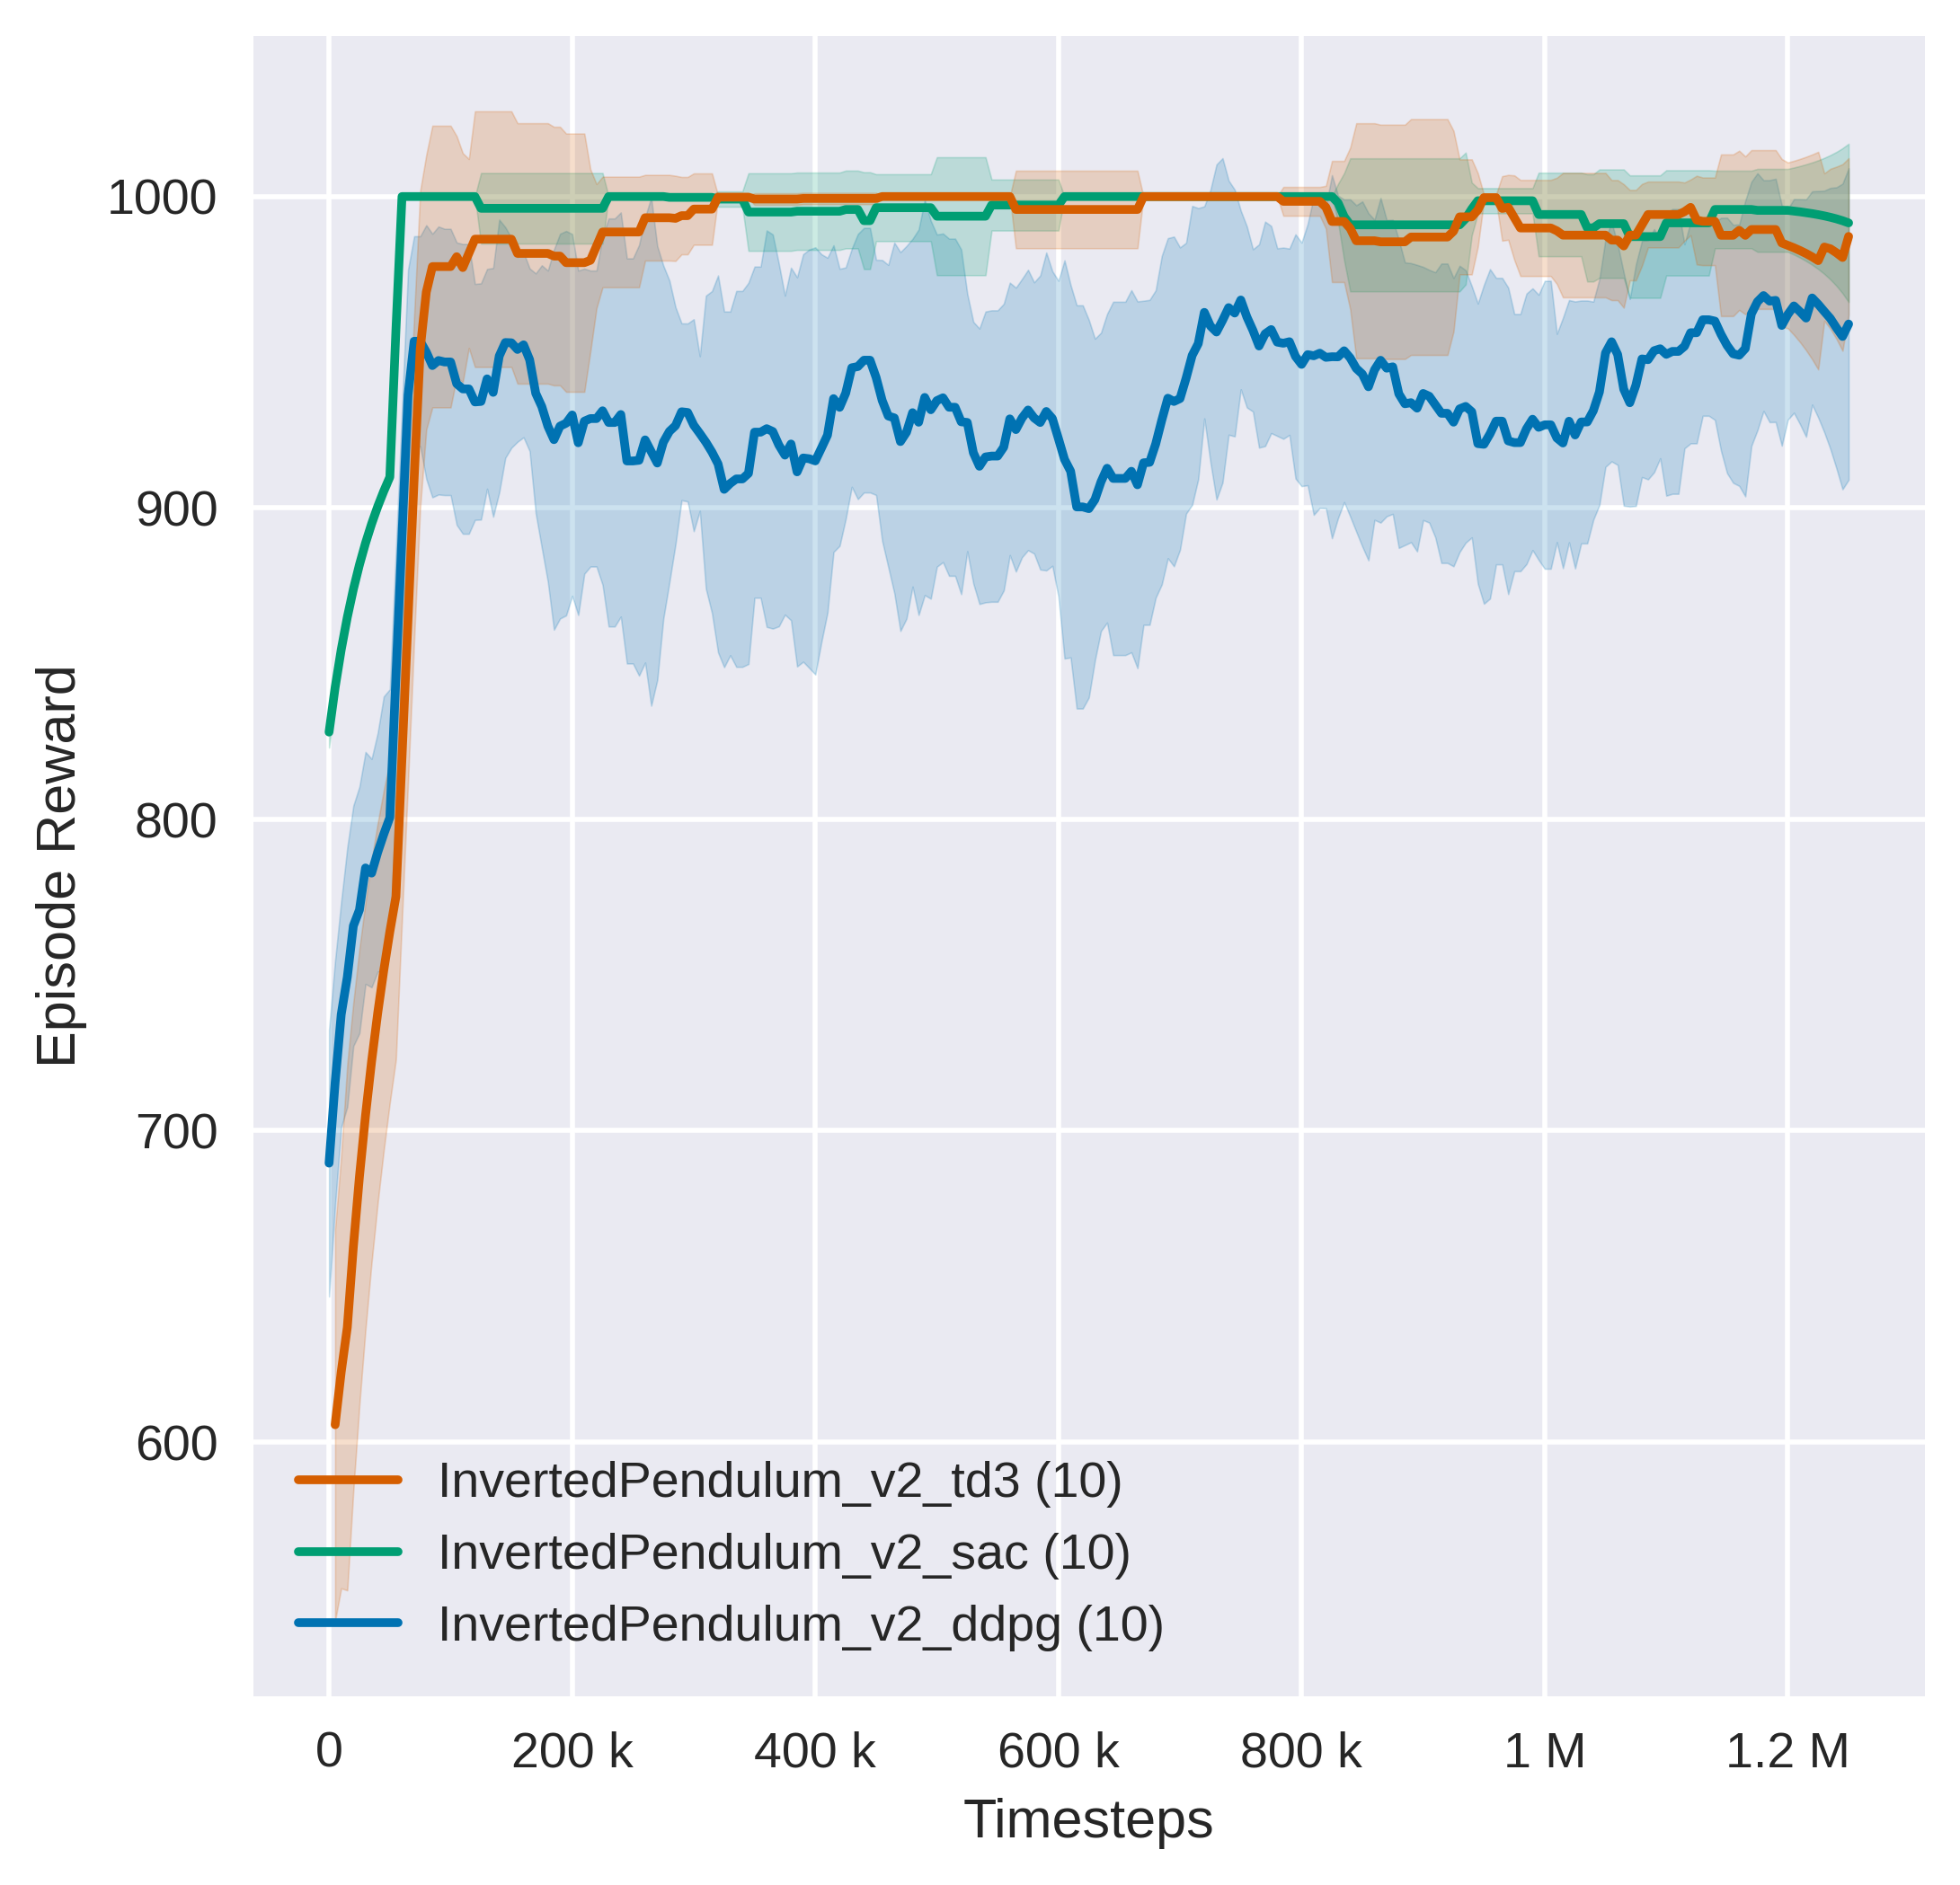 1000
900
800
700
600
Episode Reward
InvertedPendulum_v2_td3 (10)
InvertedPendulum_v2_sac (10)
InvertedPendulum_v2_ddpg (10)
0 200 k 400 k 600 k 800 k 1 M 1.2 M
Timesteps